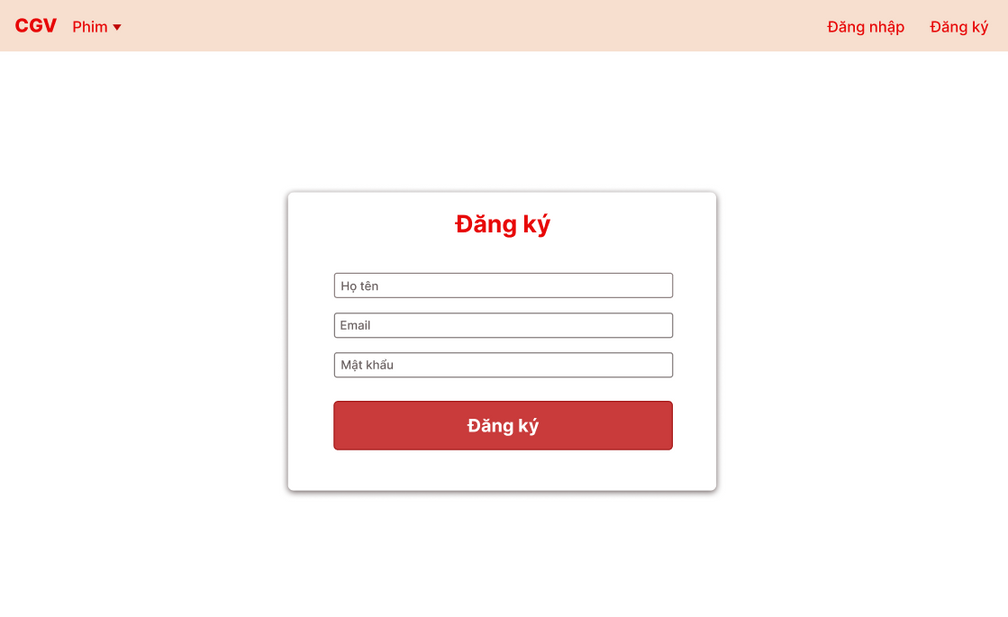 CGV Phim Đăng nhập Đăng ký
Đăng ký
Họ tên
Email
Mật khẩu
Đăng ký